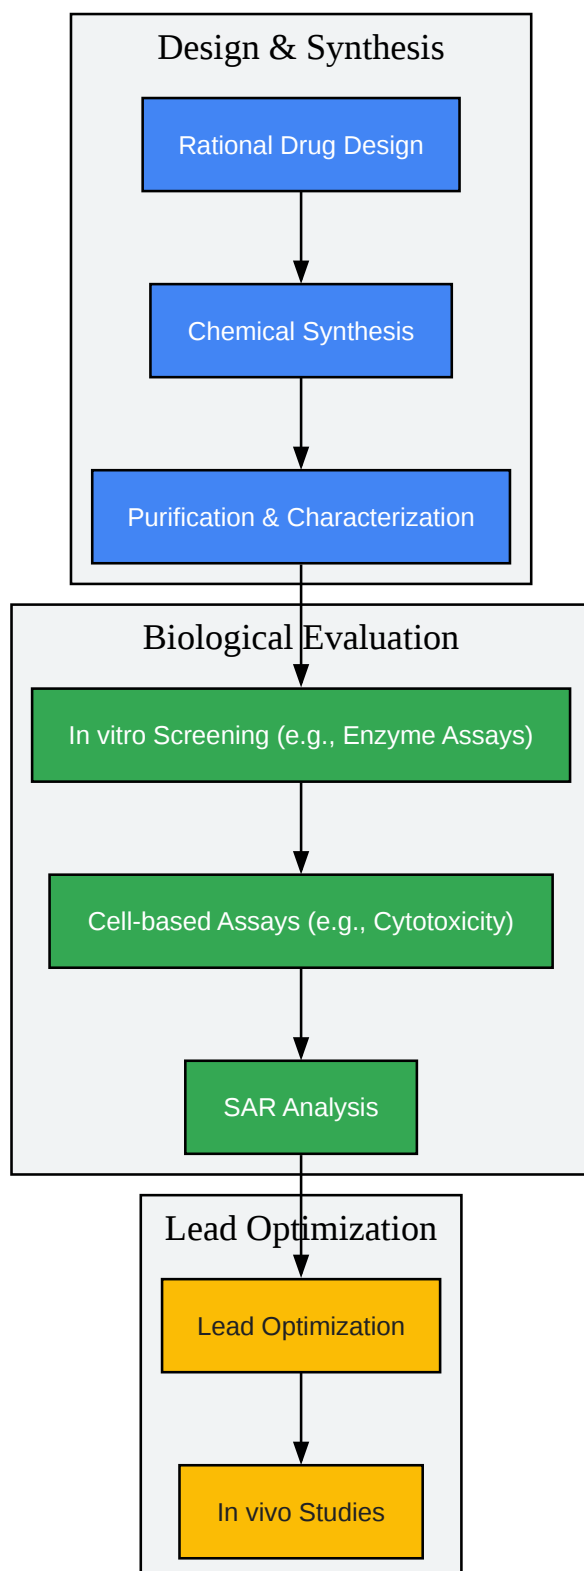 Design & Synthesis
Rational Drug Design
Chemical Synthesis
Purification & Characterization
Biological Evaluation
In vitro Screening (e.g., Enzyme Assays)
Cell-based Assays (e.g., Cytotoxicity)
SAR Analysis
Lead Optimization
Lead Optimization
In vivo Studies